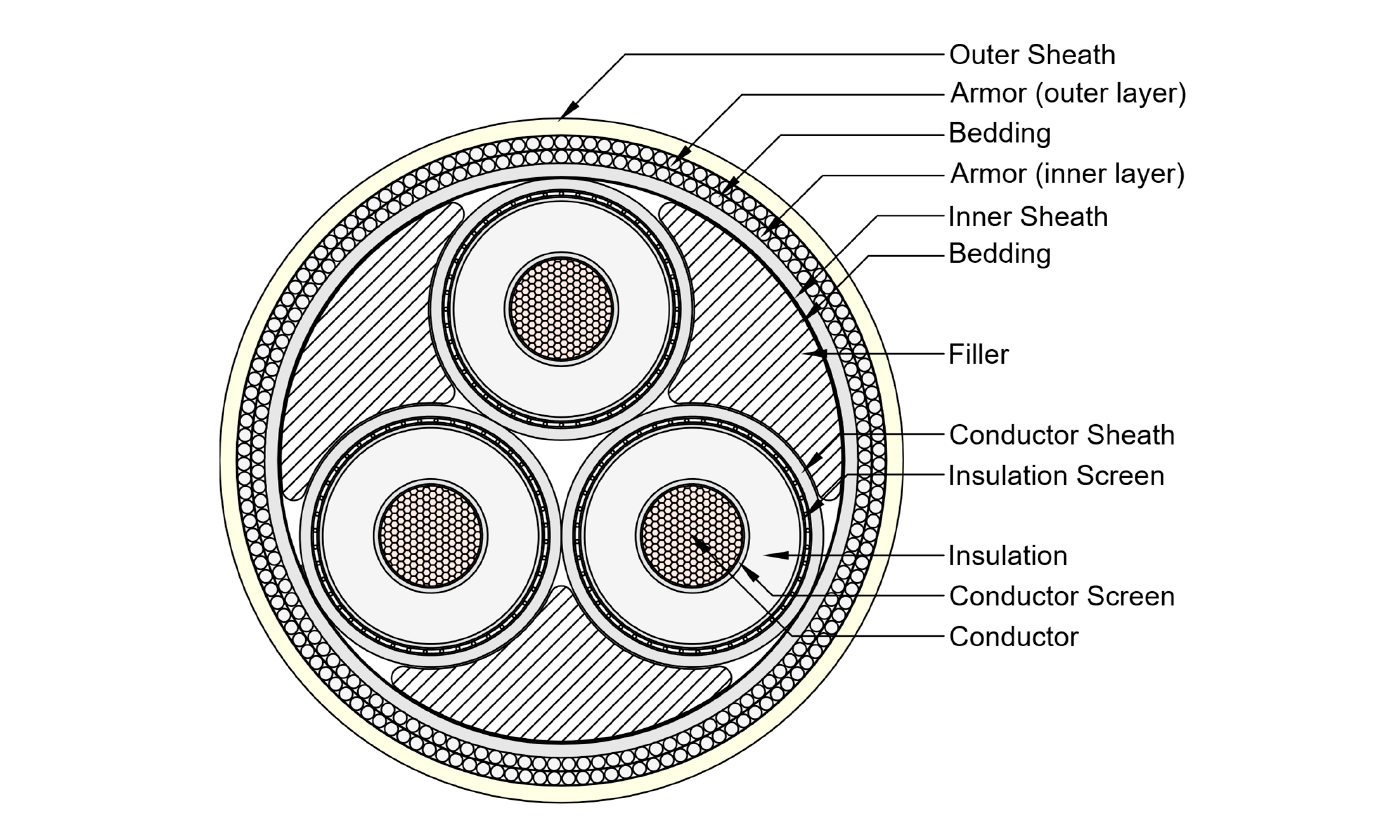 Outer Sheath
Armor (outer layer)
Bedding
Armor (inner layer)
Inner Sheath
Bedding
Filler
Conductor Sheath
Insulation Screen
Insulation
Conductor Screen
Conductor